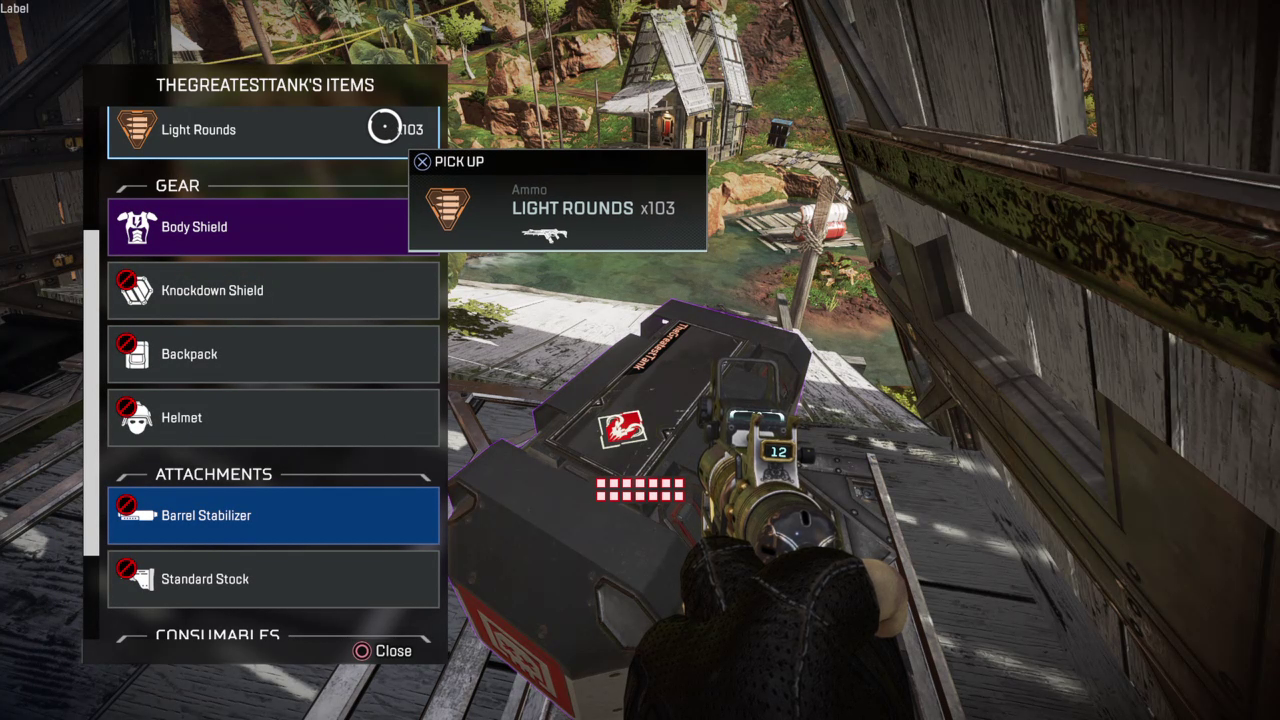 Label
THEGREATESTTANK'S ITEMS
Light Rounds
x103
PICK UP
Ammo
LIGHT ROUNDS x103
GEAR
Body Shield
Knockdown Shield
Backpack
Helmet
ATTACHMENTS
Barrel Stabilizer
Standard Stock
CONSUMABLES
Close
TheGreatestTank
12